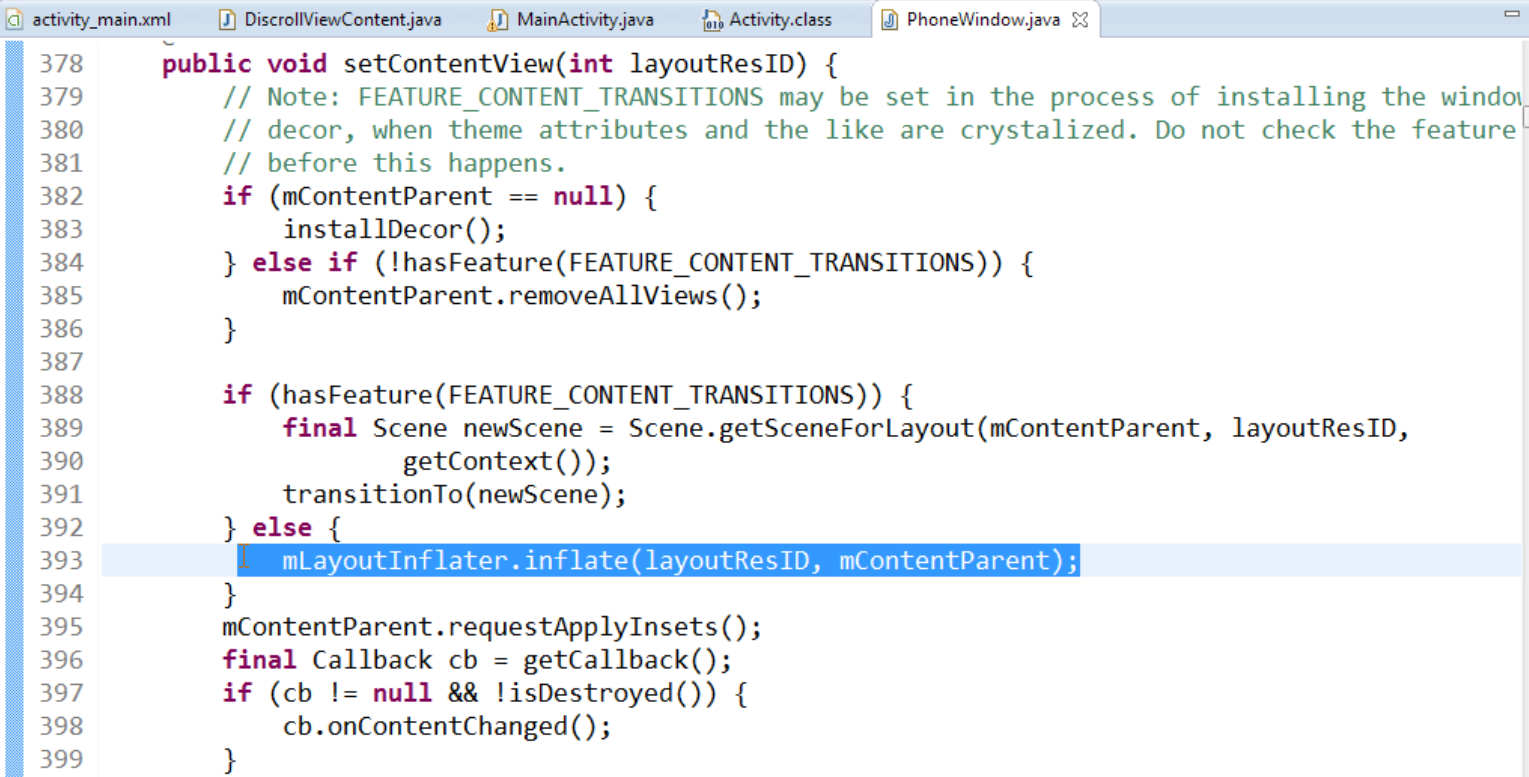 activity_main.xml DiscrollViewContent.java MainActivity.java Activity.class PhoneWindow.java
378 public void setContentView(int layoutResID) {
379 // Note: FEATURE_CONTENT_TRANSITIONS may be set in the process of installing the window
380 // decor, when theme attributes and the like are crystalized. Do not check the feature
381 // before this happens.
382 if (mContentParent == null) {
383 installDecor();
384 } else if (!hasFeature(FEATURE_CONTENT_TRANSITIONS)) {
385 mContentParent.removeAllViews();
386 }
387
388 if (hasFeature(FEATURE_CONTENT_TRANSITIONS)) {
389 final Scene newScene = Scene.getSceneForLayout(mContentParent, layoutResID,
390 getContext());
391 transitionTo(newScene);
392 } else {
393 mLayoutInflater.inflate(layoutResID, mContentParent);
394 }
395 mContentParent.requestApplyInsets();
396 final Callback cb = getCallback();
397 if (cb != null && !isDestroyed()) {
398 cb.onContentChanged();
399 }